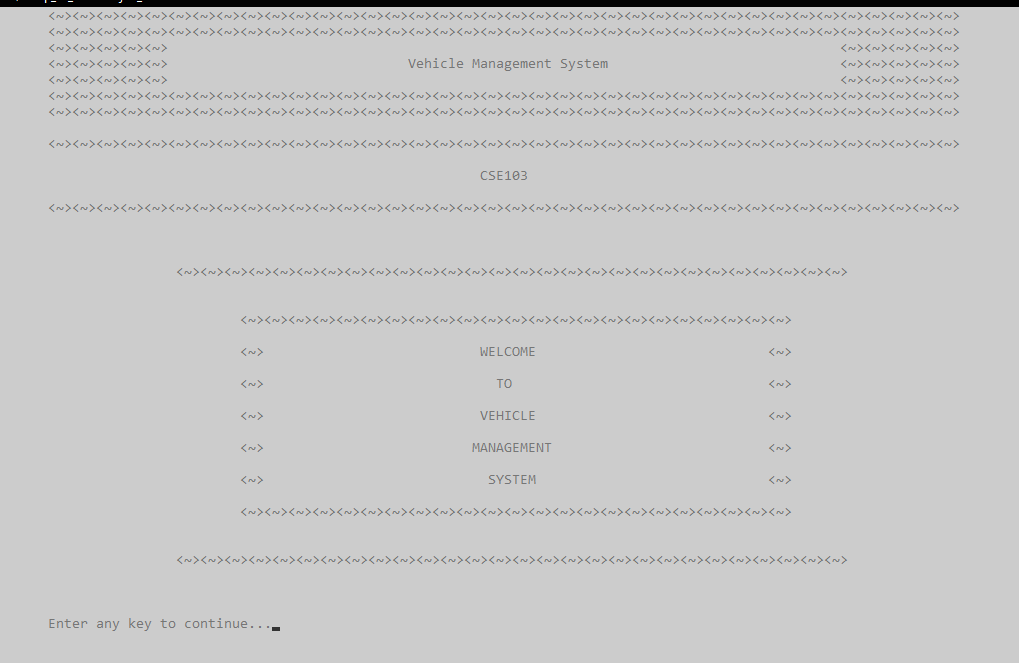 <~><~><~><~><~><~><~><~><~><~><~><~><~><~><~><~><~><~><~><~><~><~><~><~><~><~><~><~><~><~><~><~><~><~><~><~><~><~>
<~><~><~><~><~><~><~><~><~><~><~><~><~><~><~><~><~><~><~><~><~><~><~><~><~><~><~><~><~><~><~><~><~><~><~><~><~><~>
<~><~><~><~><~> <~><~><~><~><~>
<~><~><~><~><~> Vehicle Management System <~><~><~><~><~>
<~><~><~><~><~> <~><~><~><~><~>
<~><~><~><~><~><~><~><~><~><~><~><~><~><~><~><~><~><~><~><~><~><~><~><~><~><~><~><~><~><~><~><~><~><~><~><~><~><~>
<~><~><~><~><~><~><~><~><~><~><~><~><~><~><~><~><~><~><~><~><~><~><~><~><~><~><~><~><~><~><~><~><~><~><~><~><~><~>
<~><~><~><~><~><~><~><~><~><~><~><~><~><~><~><~><~><~><~><~><~><~><~><~><~><~><~><~><~><~><~><~><~><~><~><~><~><~>
CSE103
<~><~><~><~><~><~><~><~><~><~><~><~><~><~><~><~><~><~><~><~><~><~><~><~><~><~><~><~><~><~><~><~><~><~><~><~><~><~>
<~><~><~><~><~><~><~><~><~><~><~><~><~><~><~><~><~><~><~><~><~><~><~><~><~><~><~><~>
<~><~><~><~><~><~><~><~><~><~><~><~><~><~><~><~><~><~><~><~><~><~><~>
<~> WELCOME <~>
<~> TO <~>
<~> VEHICLE <~>
<~> MANAGEMENT <~>
<~> SYSTEM <~>
<~><~><~><~><~><~><~><~><~><~><~><~><~><~><~><~><~><~><~><~><~><~><~>
<~><~><~><~><~><~><~><~><~><~><~><~><~><~><~><~><~><~><~><~><~><~><~><~><~><~><~><~>
Enter any key to continue...